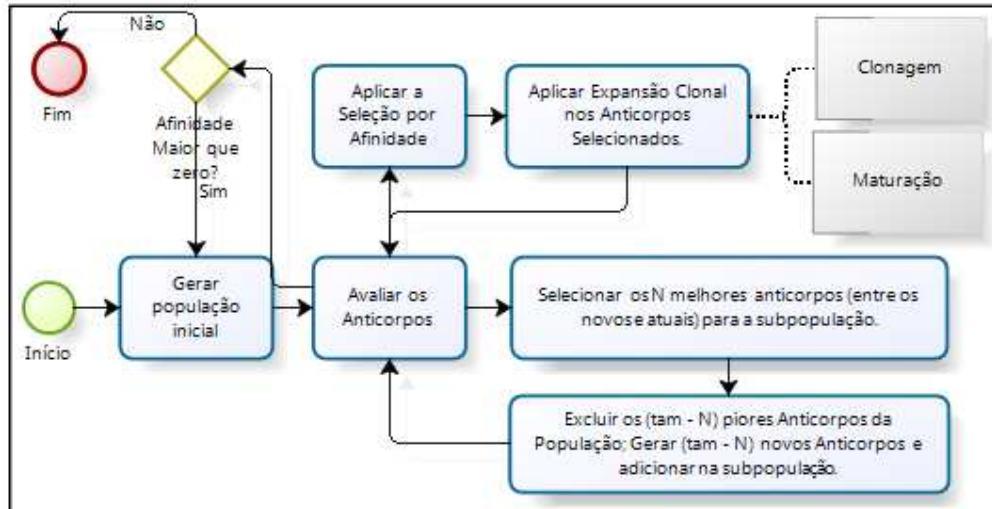 Não
Fim
Afinidade
Maior que
zero?
Sim
Aplicar a
Seleção por
Afinidade
Aplicar Expansão Clonal
nos Anticorpos
Selecionados.
Clonagem
Maturação
Início
Gerar
população
inicial
Avaliar os
Anticorpos
Selecionar os N melhores anticorpos (entre os
novos e atuais) para a subpopulação.
Excluir os (tam - N) piores Anticorpos da
População; Gerar (tam - N) novos Anticorpos e
adicionar na subpopulação.